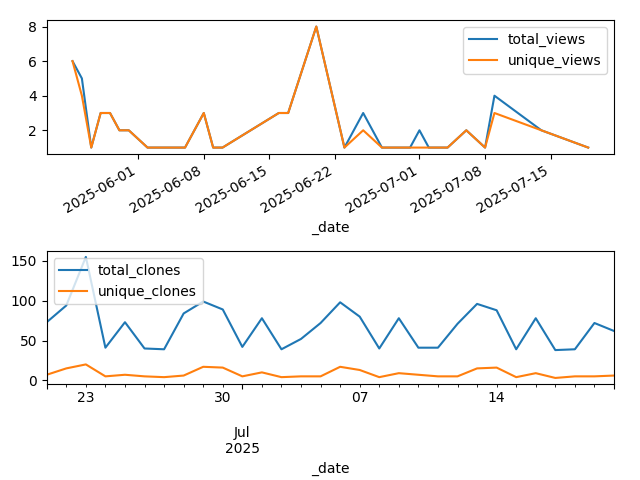 8
6
4
2
total_views
unique_views
2025-06-01
2025-06-08
2025-06-15
2025-06-22
2025-07-01
2025-07-08
2025-07-15
_date
150
100
50
0
total_clones
unique_clones
23
30
07
14
Jul
2025
_date